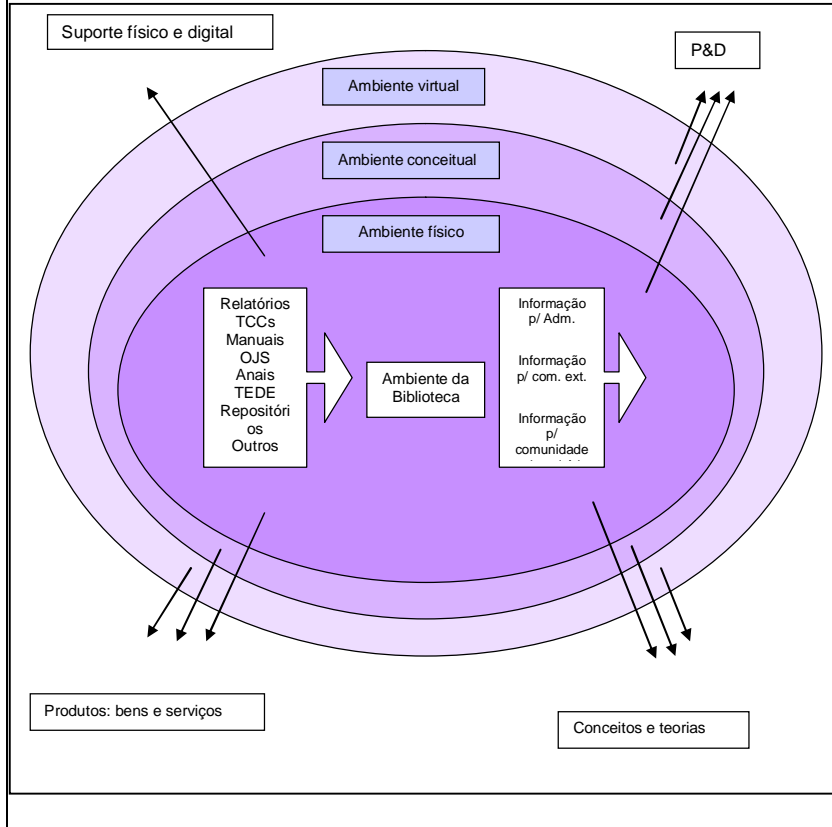 Suporte físico e digital
P&D
Ambiente virtual
Ambiente conceitual
Ambiente físico
Relatórios
TCCs
Manuais
OJS
Anais
TEDE
Repositóri
os
Outros
Ambiente da
Biblioteca
Informação
p/ Adm.
Informação
p/ com. ext.
Informação
p/
comunidade
Produtos: bens e serviços
Conceitos e teorias